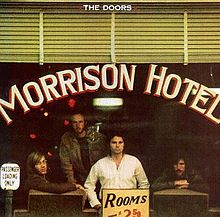 THE DOORS
MORRISON HOTEL
PASSENGER
LOADING
ONLY
ROOMS